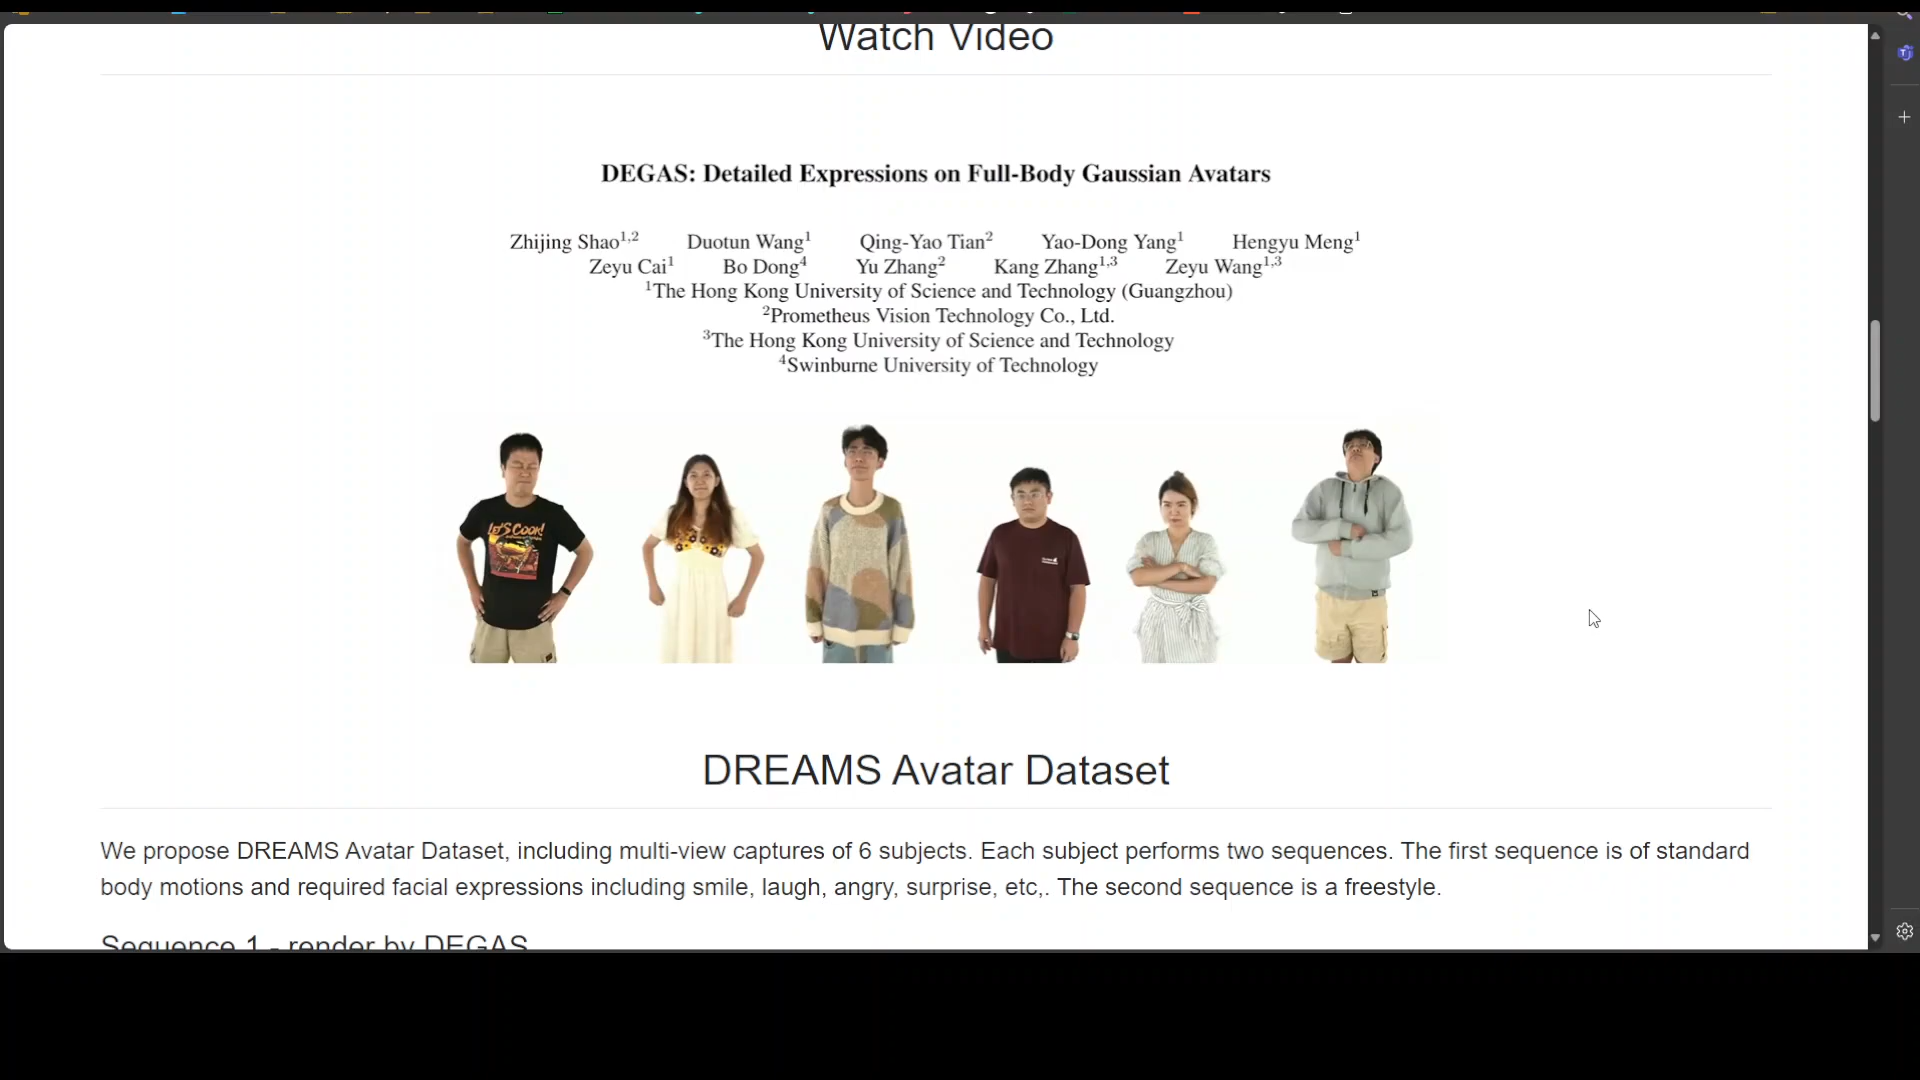 Watch Video
DEGAS: Detailed Expressions on Full-Body Gaussian Avatars
Zhijing Shao1,2 Duotun Wang1 Qing-Yao Tian2 Yao-Dong Yang1 Hengyu Meng1
Zeyu Cai1 Bo Dong4 Yu Zhang2 Kang Zhang1,3 Zeyu Wang1,3
1The Hong Kong University of Science and Technology (Guangzhou)
2Prometheus Vision Technology Co., Ltd.
3The Hong Kong University of Science and Technology
4Swinburne University of Technology
LET'S COOK!
DREAMS Avatar Dataset
We propose DREAMS Avatar Dataset, including multi-view captures of 6 subjects. Each subject performs two sequences. The first sequence is of standard
body motions and required facial expressions including smile, laugh, angry, surprise, etc,. The second sequence is a freestyle.
Sequence 1 - render by DEGAS